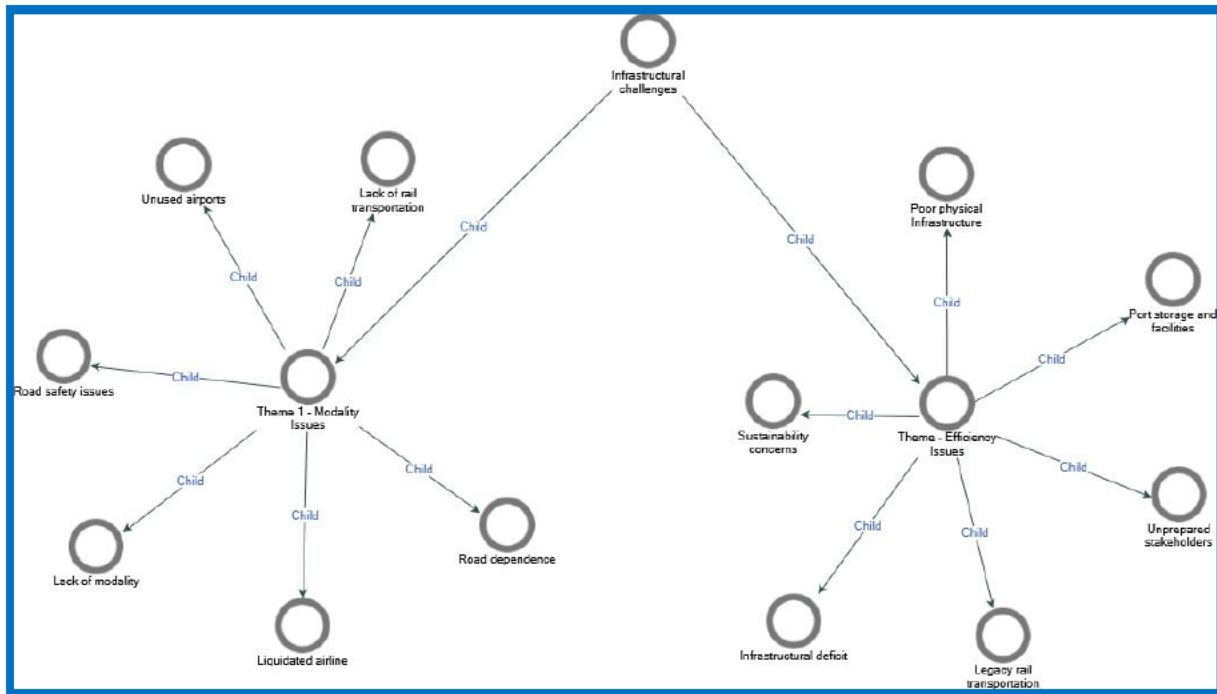 Infrastructural
challenges
Unused airports
Lack of rail
transportation
Child
Child
Child
Child
Poor physical
Infrastructure
Child
Child
Port storage and
facilities
Child
Road safety issues
Child
Theme 1 - Modality
Issues
Sustainability
concerns
Child
Theme - Efficiency
Issues
Child
Child
Child
Child
Child
Child
Child
Lack of modality
Road dependence
Unprepared
stakeholders
Liquidated airline
Infrastructural deficit
Legacy rail
transportation